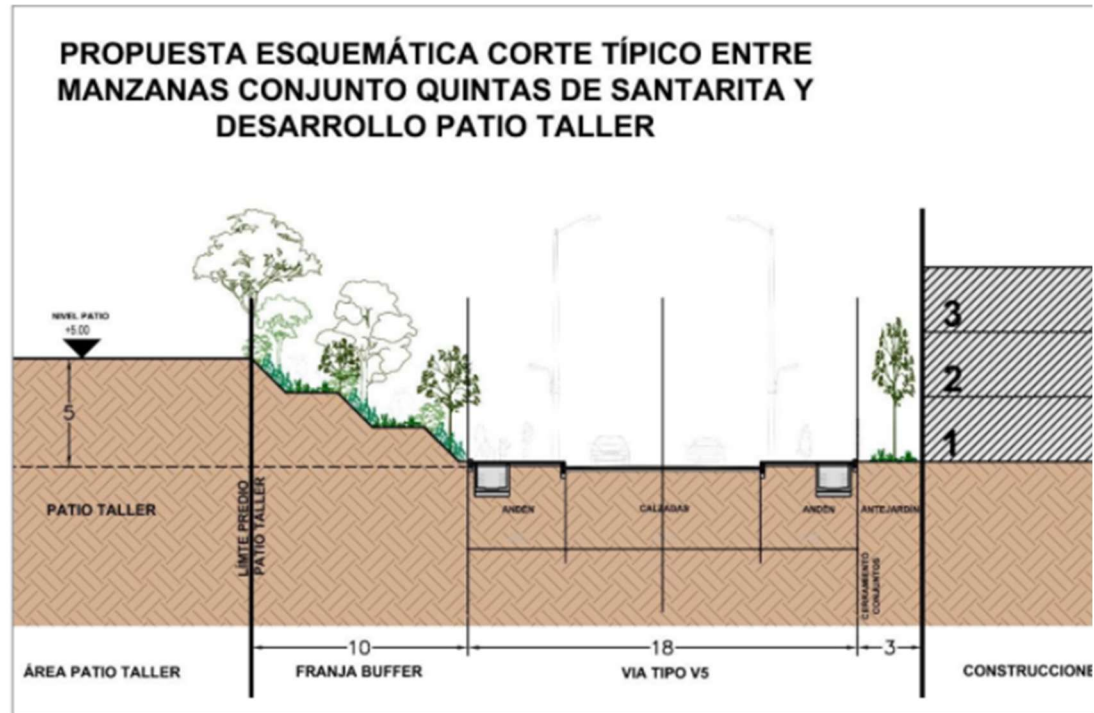 PROPUESTA ESQUEMÁTICA CORTE TÍPICO ENTRE
MANZANAS CONJUNTO QUINTAS DE SANTARITA Y
DESARROLLO PATIO TALLER
NIVEL PATIO
+5.00
5
3
2
1
PATIO TALLER
LÍMTE PREDIO
PATIO TALLER
ANDÉN
CALZADAS
ANDÉN
ANTEJARDÍN
CERRAMIENTO
CONJUNTOS
10
18
3
ÁREA PATIO TALLER
FRANJA BUFFER
VIA TIPO V5
CONSTRUCCIONE